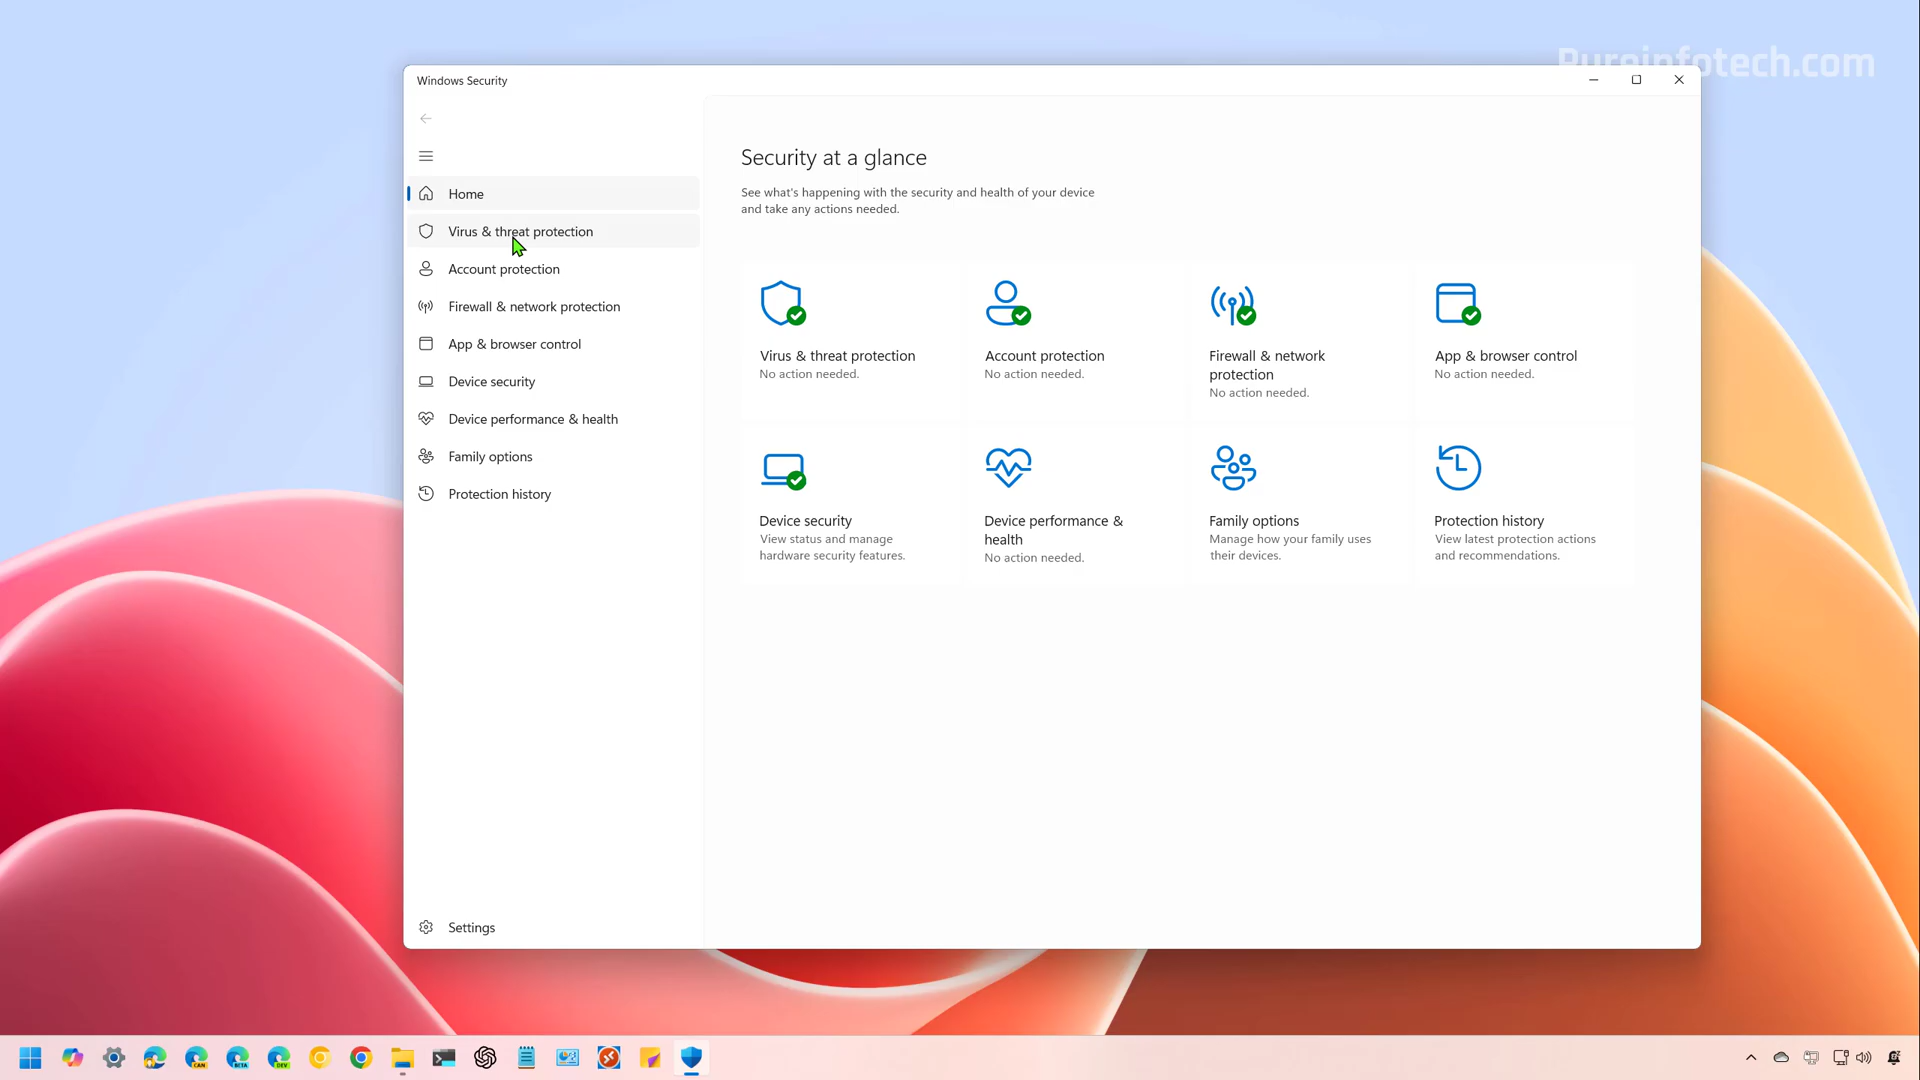 Pureinfotech.com
Windows Security
Home
Virus & threat protection
Account protection
Firewall & network protection
App & browser control
Device security
Device performance & health
Family options
Protection history
Settings
Security at a glance
See what's happening with the security and health of your device
and take any actions needed.
Virus & threat protection
No action needed.
Account protection
No action needed.
Firewall & network
protection
No action needed.
App & browser control
No action needed.
Device security
View status and manage
hardware security features.
Device performance &
health
No action needed.
Family options
Manage how your family uses
their devices.
Protection history
View latest protection actions
and recommendations.
CAN
BETA
DEV